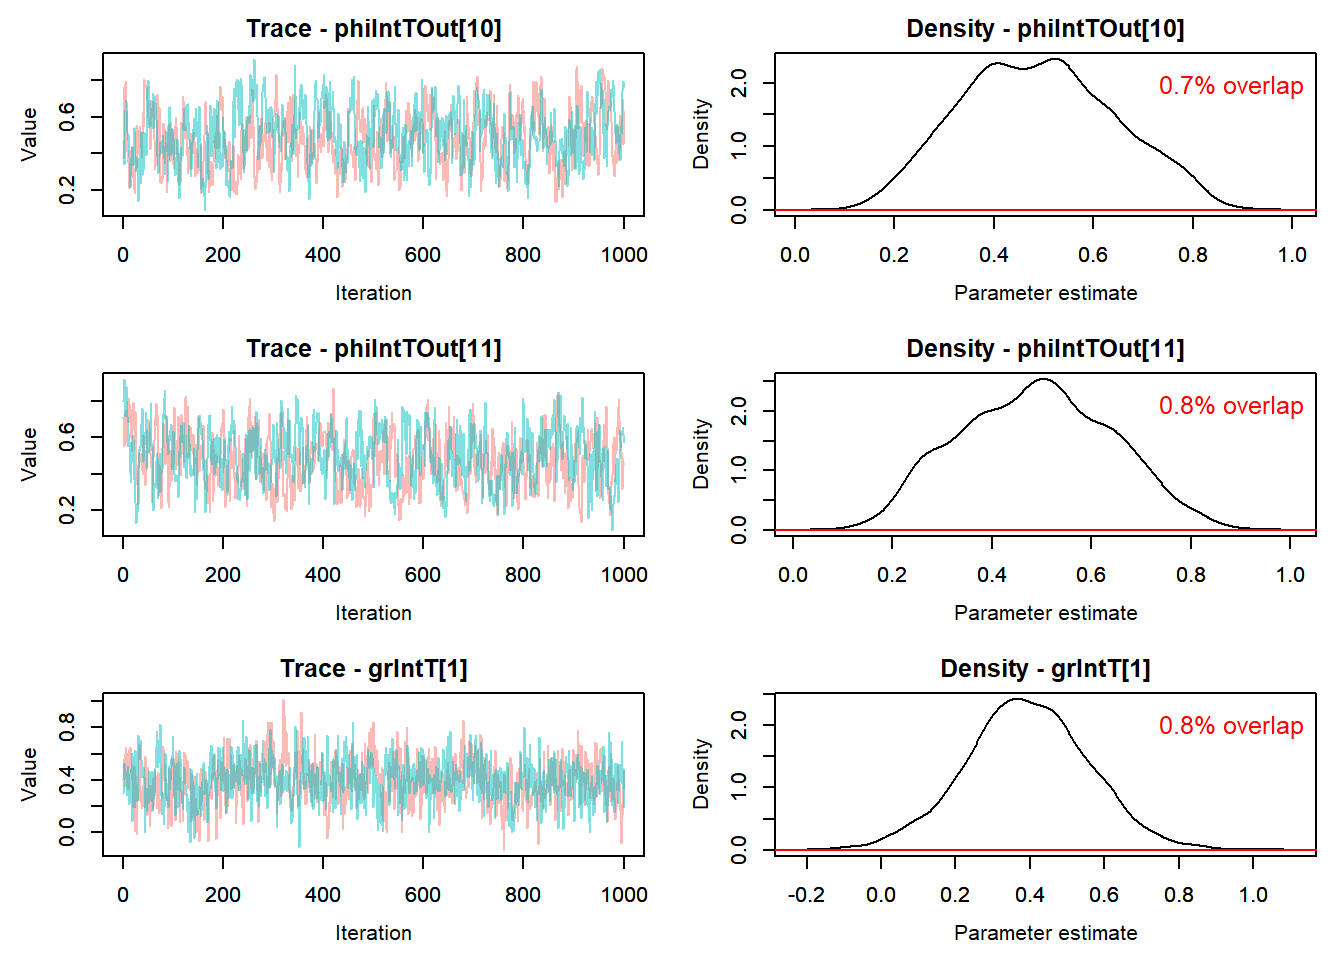 Trace - phiIntTOut[10]
Value
0.2 0.6
0 200 400 600 800 1000
Iteration
Density - phiIntTOut[10]
0.7% overlap
Density
0.0 1.0 2.0
0.0 0.2 0.4 0.6 0.8 1.0
Parameter estimate
Trace - phiIntTOut[11]
Value
0.2 0.6
0 200 400 600 800 1000
Iteration
Density - phiIntTOut[11]
0.8% overlap
Density
0.0 1.0 2.0
0.0 0.2 0.4 0.6 0.8 1.0
Parameter estimate
Trace - grIntT[1]
Value
0.0 0.4 0.8
0 200 400 600 800 1000
Iteration
Density - grIntT[1]
0.8% overlap
Density
0.0 1.0 2.0
-0.2 0.0 0.2 0.4 0.6 0.8 1.0
Parameter estimate